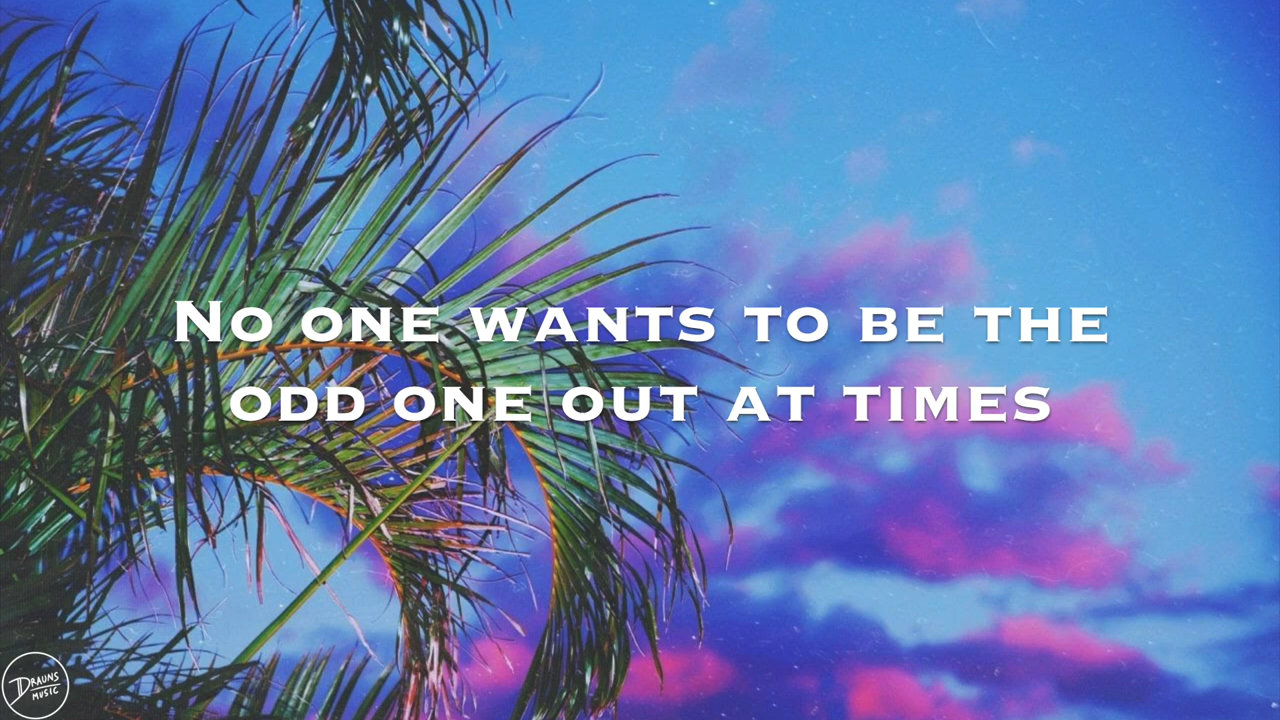 No one wants to be the
odd one out at times
Drauns
Music